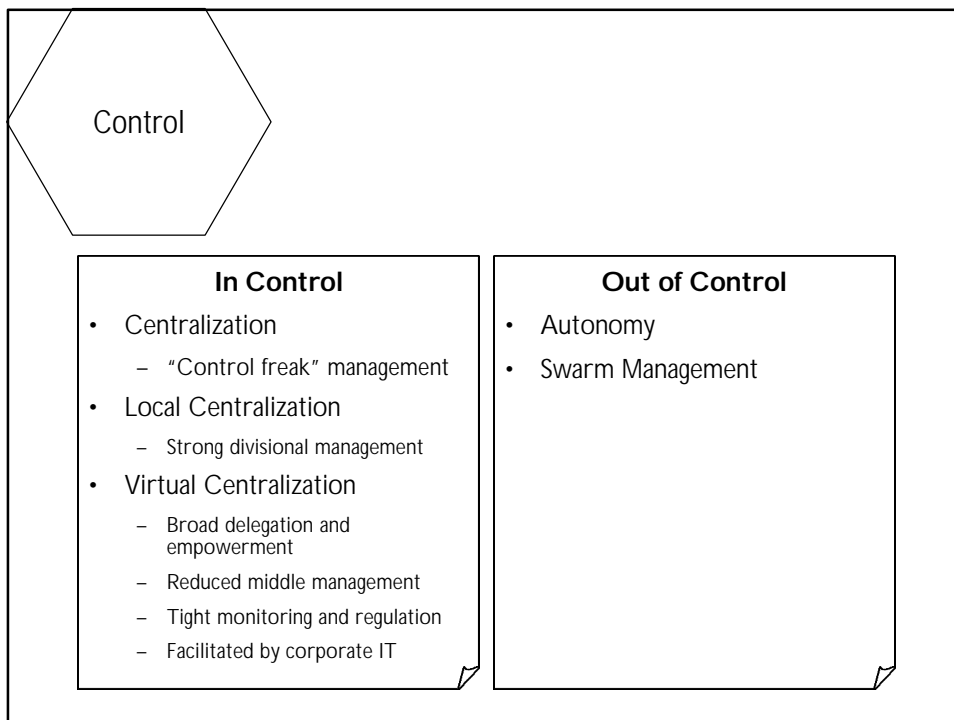 Control
In Control
• Centralization
– “Control freak” management
• Local Centralization
– Strong divisional management
• Virtual Centralization
– Broad delegation and
empowerment
– Reduced middle management
– Tight monitoring and regulation
– Facilitated by corporate IT
Out of Control
• Autonomy
• Swarm Management